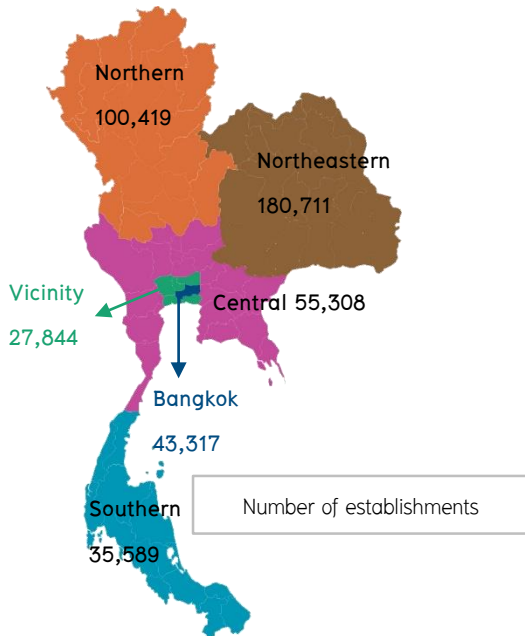 Northern
100,419
Northeastern
180,711
Vicinity
27,844
Central 55,308
Bangkok
43,317
Number of establishments
Southern
35,589